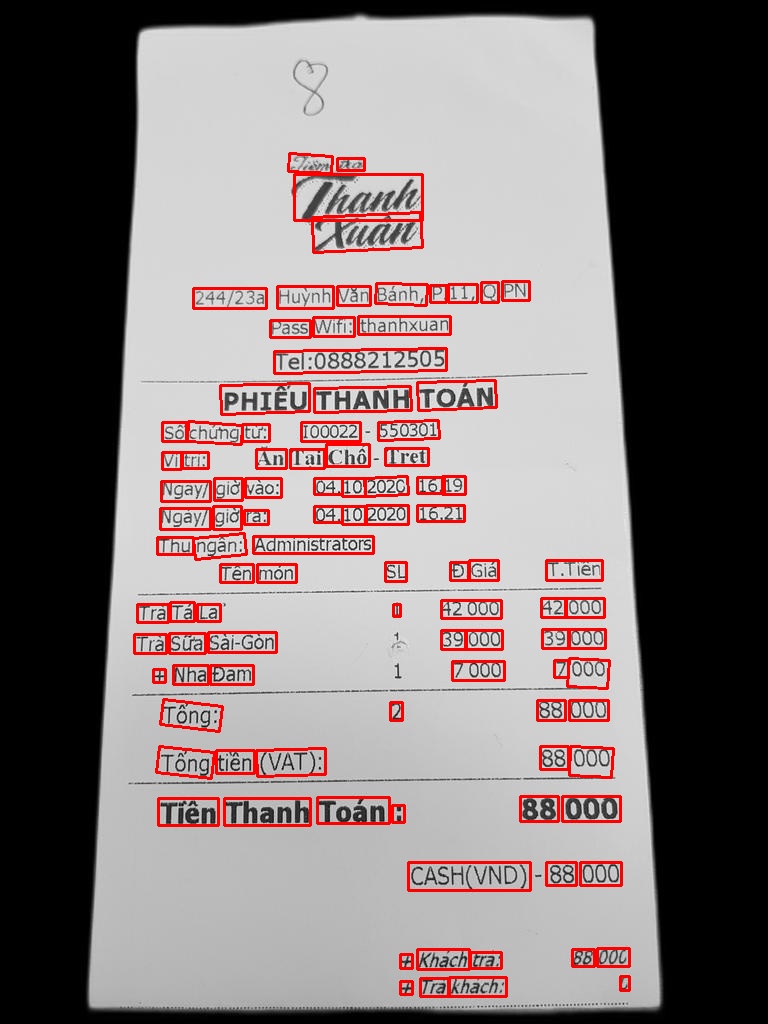 Tiệm trà
Thanh
Xuân
244/23a Huỳnh Văn Bánh, P.11, Q PN
Pass Wifi: thanhxuan
Tel:0888212505
PHIẾU THANH TOÁN
Số chứng từ: I00022 - 550301
Vị trí: Ăn Tại Chỗ - Tret
Ngày/ giờ vào: 04.10.2020 16.19
Ngày/ giờ ra: 04.10.2020 16.21
Thu ngân: Administrators
Tên món SL Đ Giá T.Tiền
Trà Tá Lả 1 42 000 42 000
Trà Sữa Sài-Gòn 1 39 000 39 000
+ Nha Đam 1 7 000 7 000
Tổng: 2 88 000
Tổng tiền (VAT): 88 000
Tiền Thanh Toán : 88 000
CASH(VND) - 88 000
+ Khách trả: 88 000
+ Trả khách: 0